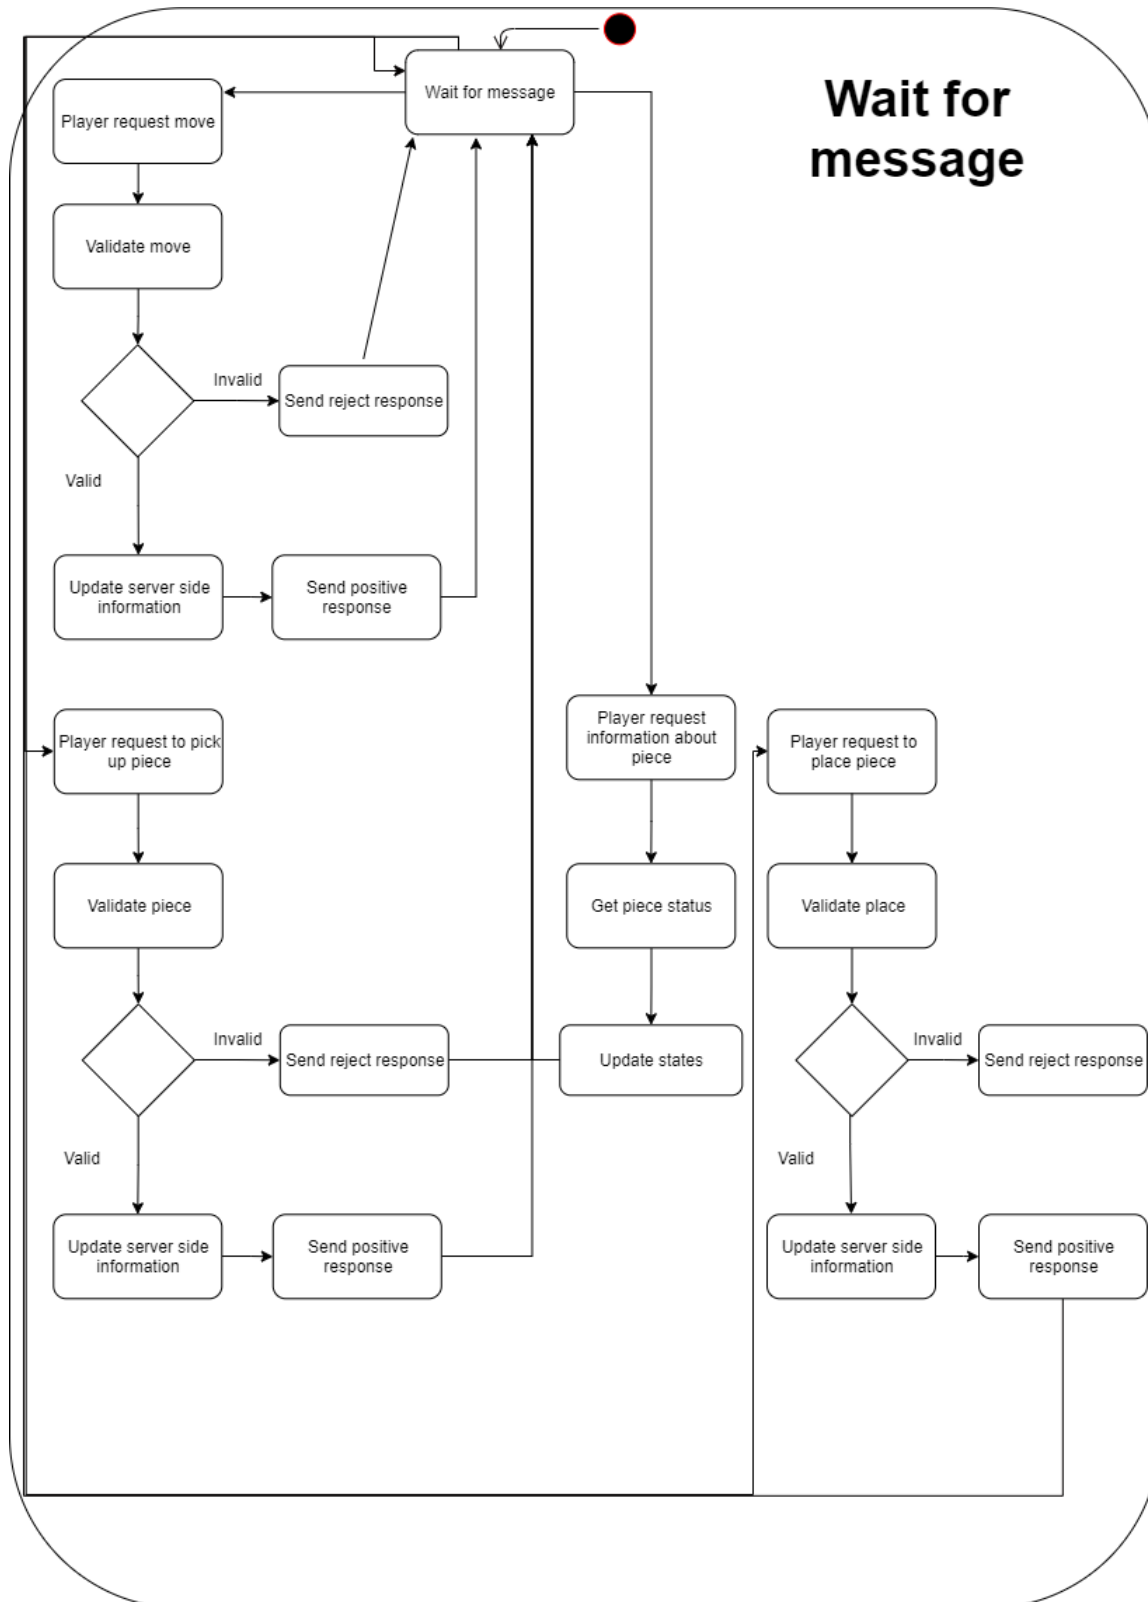 Wait for
message
Wait for message
Player request move
Validate move
Invalid
Send reject response
Valid
Update server side
information
Send positive
response
Player request to pick
up piece
Validate piece
Invalid
Send reject response
Valid
Update server side
information
Send positive
response
Player request
information about
piece
Get piece status
Update states
Player request to
place piece
Validate place
Invalid
Send reject response
Valid
Update server side
information
Send positive
response